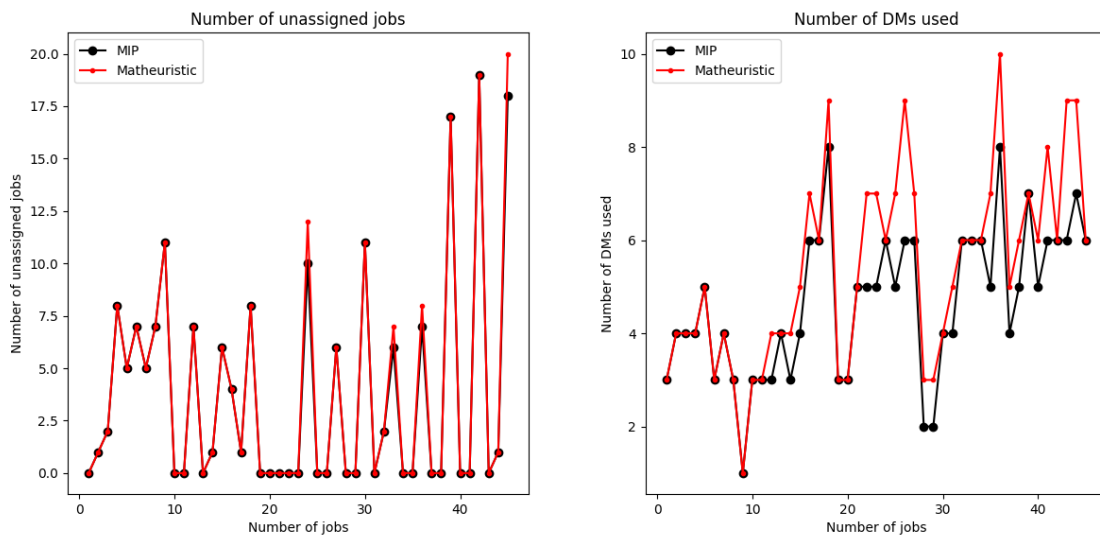 Number of unassigned jobs
MIP
Matheuristic
20.0
17.5
15.0
12.5
10.0
7.5
5.0
2.5
0.0
Number of unassigned jobs
0
10
20
30
40
Number of jobs
Number of DMs used
MIP
Matheuristic
10
8
6
4
2
Number of DMs used
0
10
20
30
40
Number of jobs